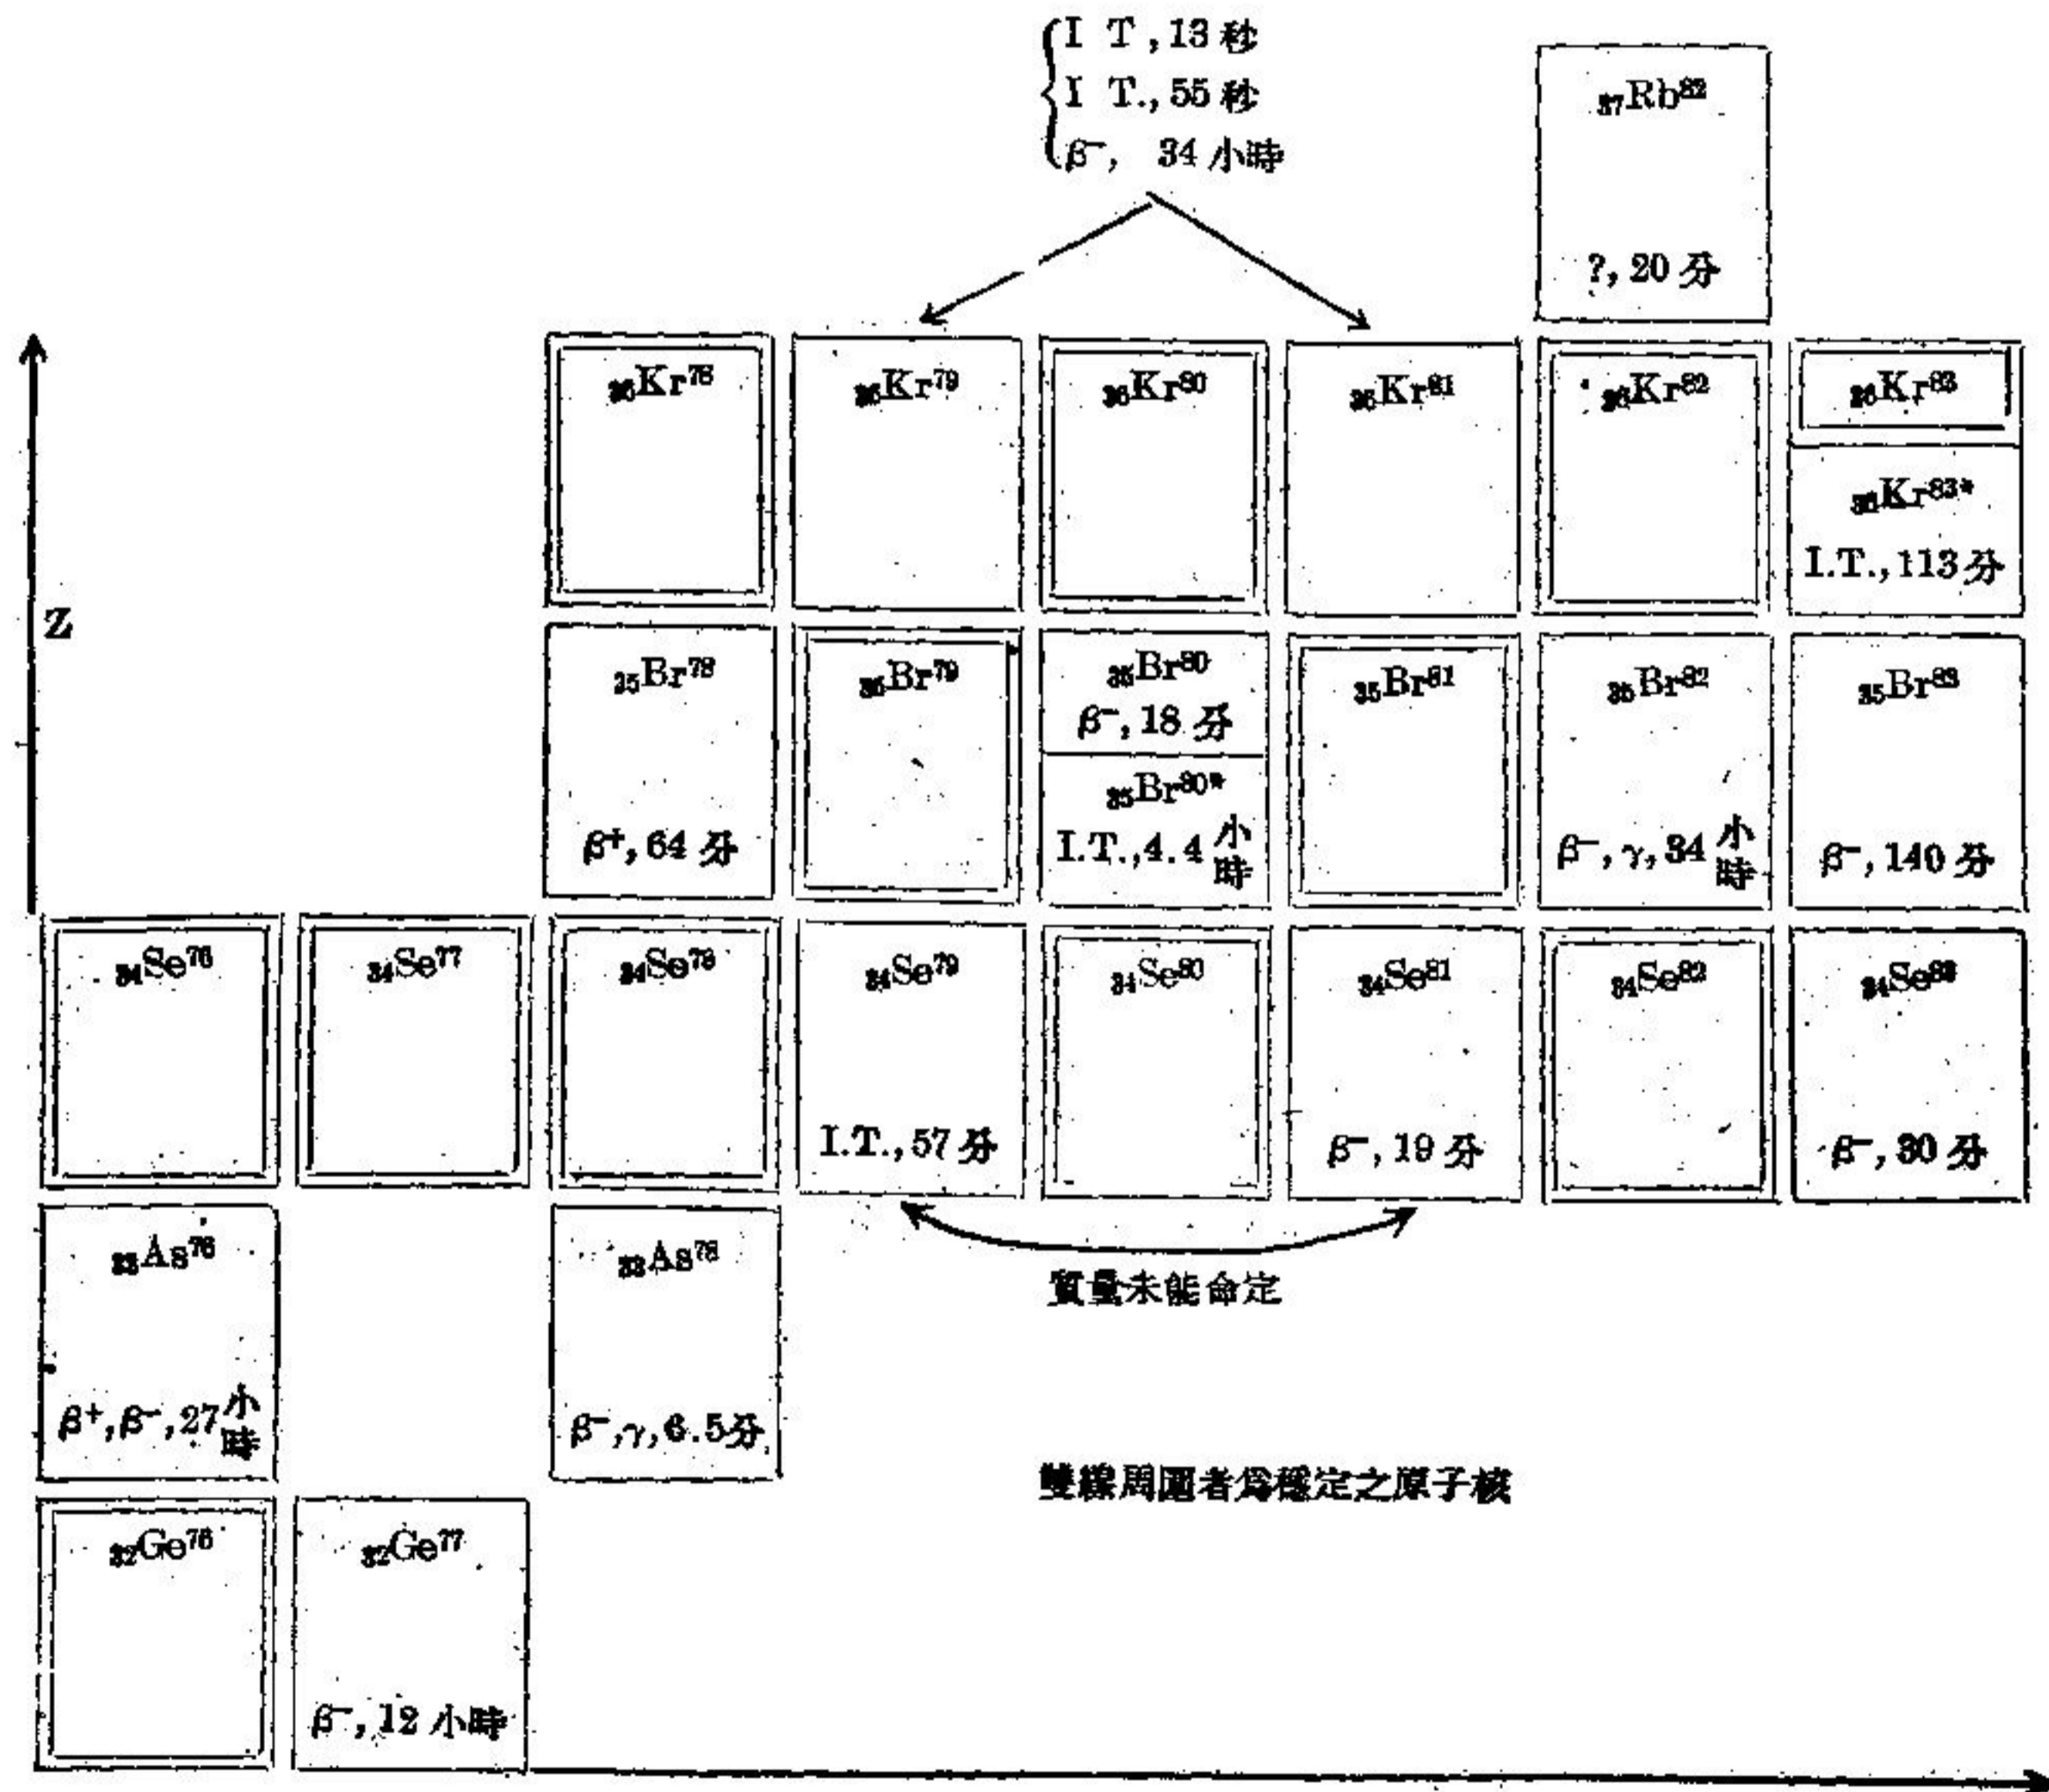 I T, 13 秒
I T., 55 秒
β⁻, 34 小時
₃₇Rb⁸²
?, 20 分
Z
₃₆Kr⁷⁸
₃₆Kr⁷⁹
₃₆Kr⁸⁰
₃₆Kr⁸¹
₃₆Kr⁸²
₃₆Kr⁸³
₃₆Kr⁸³*
I.T., 113 分
₃₅Br⁷⁸
β⁺, 64 分
₃₅Br⁷⁹
₃₅Br⁸⁰
β⁻, 18 分
₃₅Br⁸⁰*
I.T., 4.4 小時
₃₅Br⁸¹
₃₅Br⁸²
β⁻, γ, 34 小時
₃₅Br⁸³
β⁻, 140 分
₃₄Se⁷⁶
₃₄Se⁷⁷
₃₄Se⁷⁸
₃₄Se⁷⁹
I.T., 57 分
₃₄Se⁸⁰
₃₄Se⁸¹
β⁻, 19 分
₃₄Se⁸²
₃₄Se⁸³
β⁻, 30 分
質量未能命定
₃₃As⁷⁶
β⁺, β⁻, 27 小時
₃₃As⁷⁸
β⁻, γ, 6.5 分
雙線周圍者爲穩定之原子核
₃₂Ge⁷⁶
₃₂Ge⁷⁷
β⁻, 12 小時